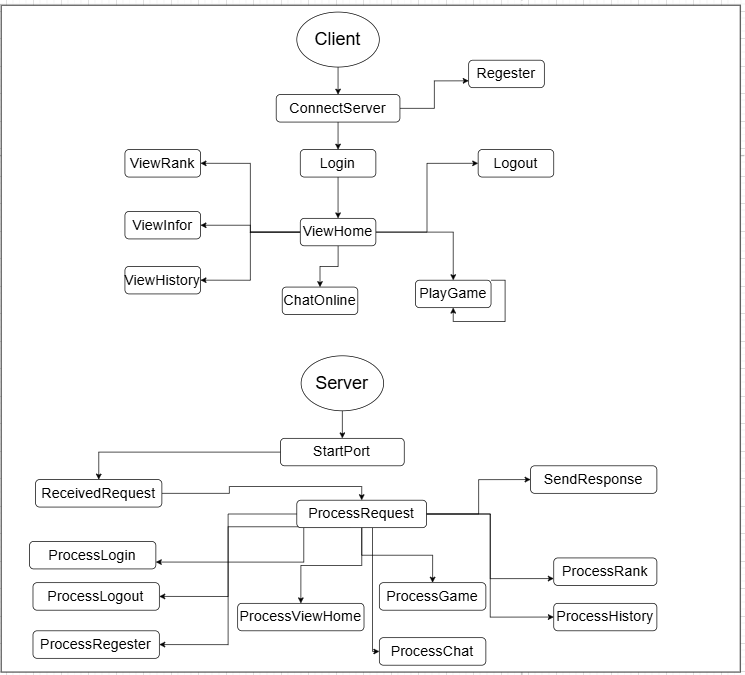 Client
Regester
ConnectServer
ViewRank
Login
Logout
ViewInfor
ViewHome
ViewHistory
ChatOnline
PlayGame
Server
StartPort
ReceivedRequest
SendResponse
ProcessRequest
ProcessLogin
ProcessRank
ProcessLogout
ProcessGame
ProcessViewHome
ProcessHistory
ProcessRegester
ProcessChat